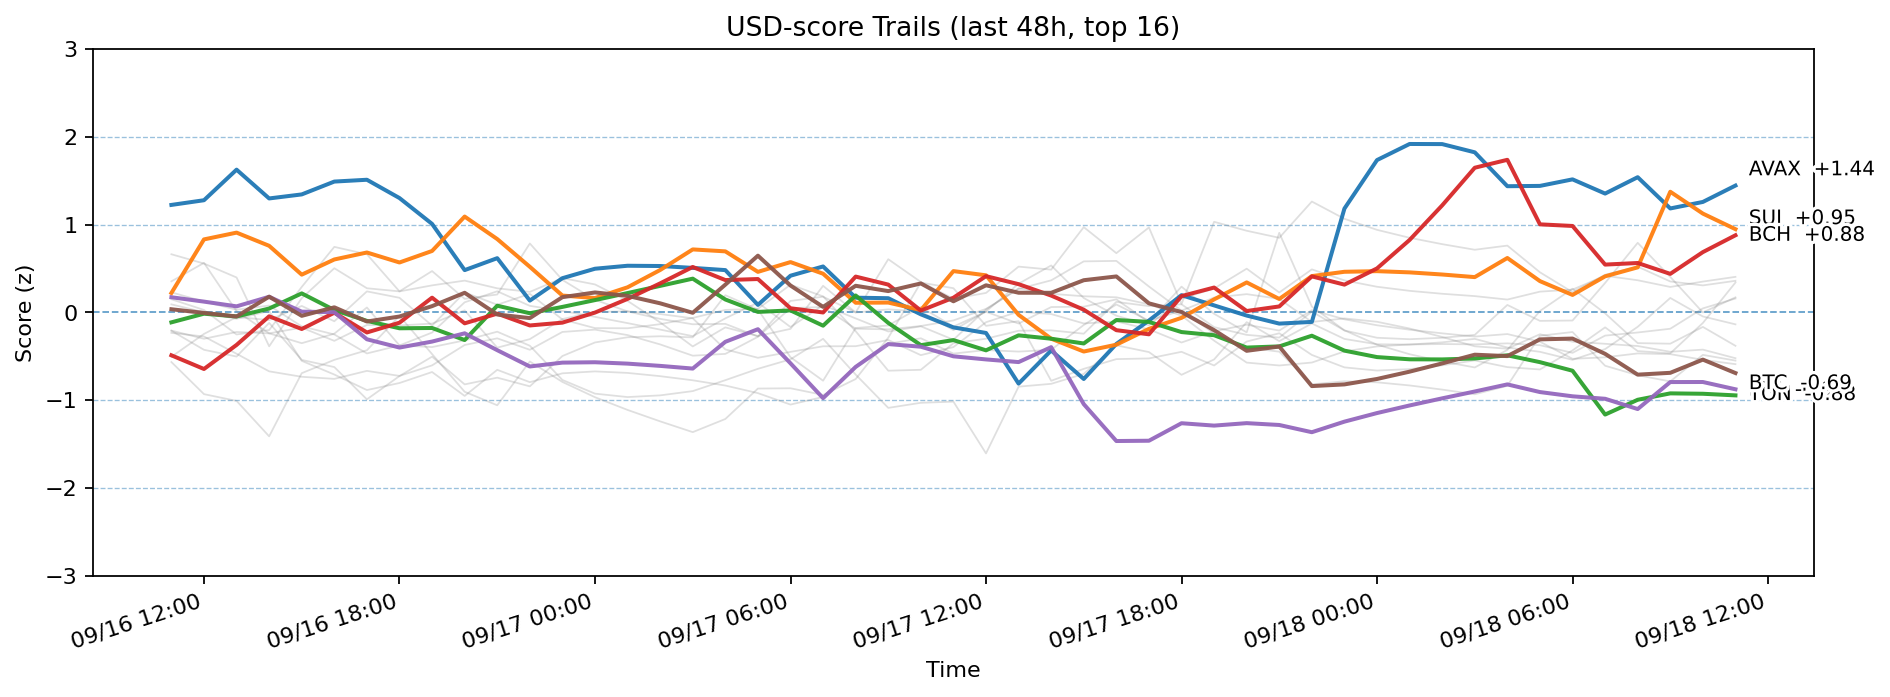 USD-score Trails (last 48h, top 16)
3
2
1
0
−1
−2
−3
Score (z)
AVAX +1.44
SUI +0.95
BCH +0.88
BTC -0.69
TON -0.88
09/16 12:00
09/16 18:00
09/17 00:00
09/17 06:00
09/17 12:00
09/17 18:00
09/18 00:00
09/18 06:00
09/18 12:00
Time